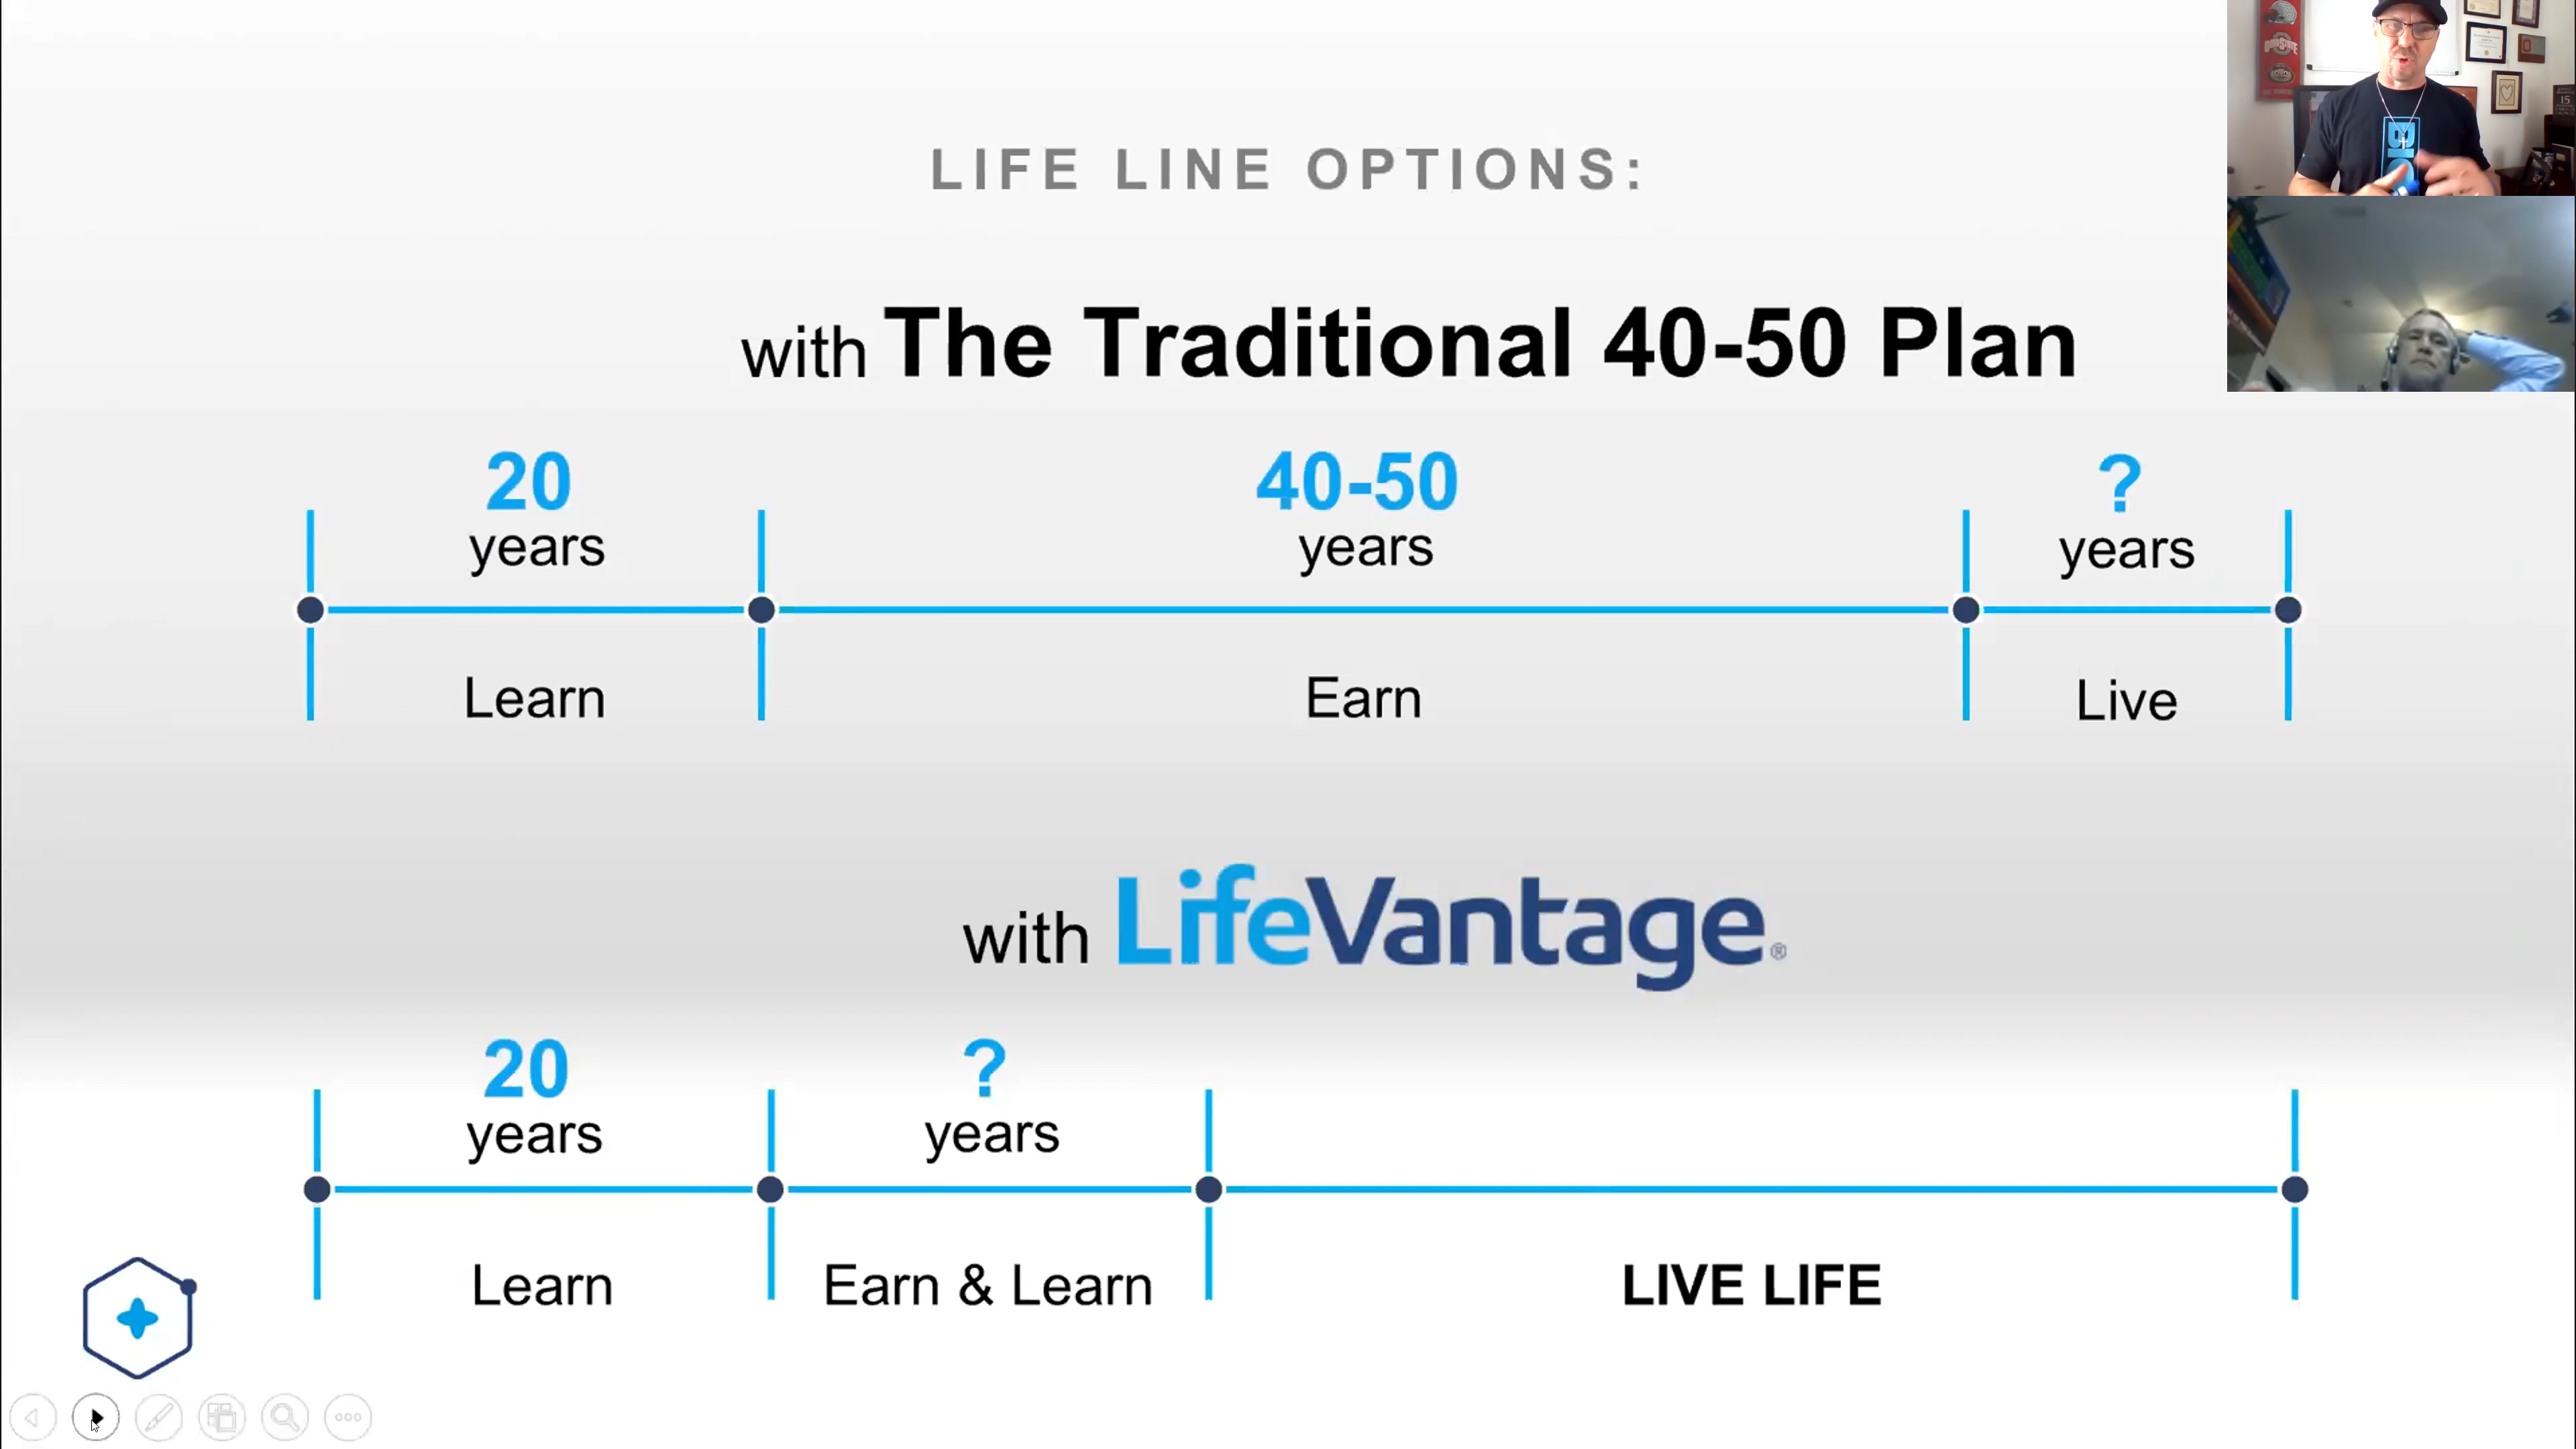 LIFE LINE OPTIONS:
with The Traditional 40-50 Plan
20 years
40-50 years
? years
Learn
Earn
Live
with LifeVantage®
20 years
? years
Learn
Earn & Learn
LIVE LIFE